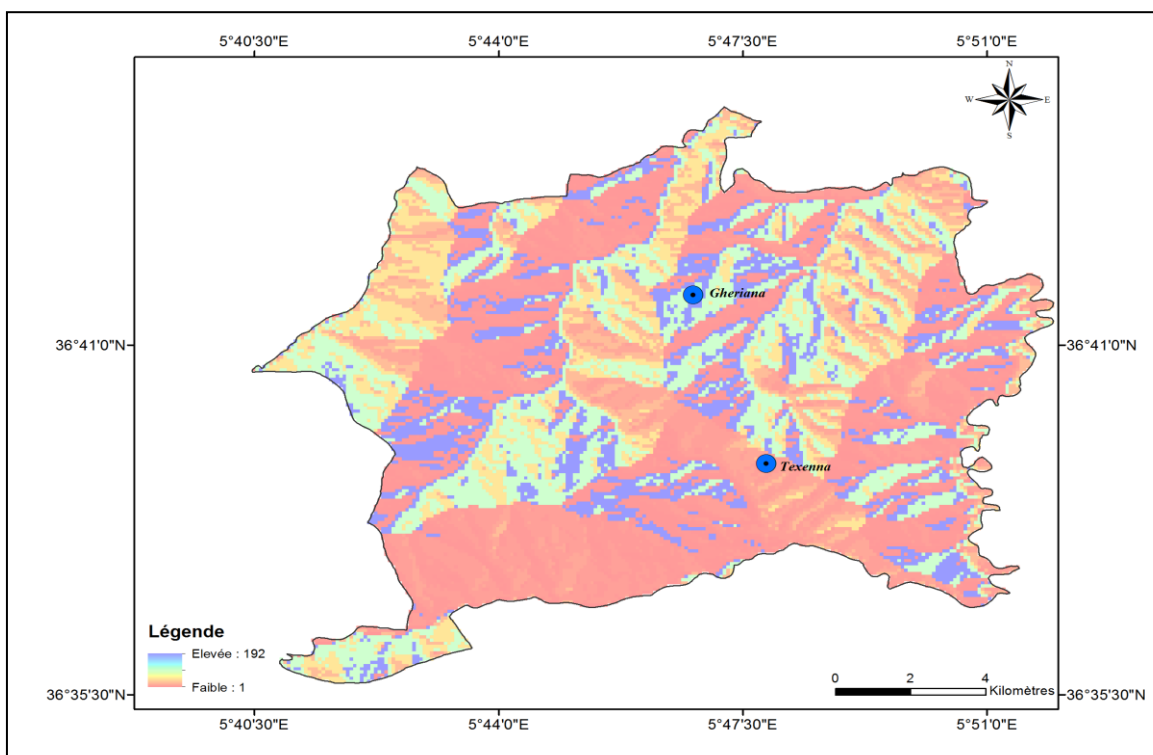 5°40'30"E 5°44'0"E 5°47'30"E 5°51'0"E
N
W E
S
Gheriana
36°41'0"N 36°41'0"N
Texenna
Légende
Elevée : 192
Faible : 1
0 2 4
Kilomètres
36°35'30"N 36°35'30"N
5°40'30"E 5°44'0"E 5°47'30"E 5°51'0"E